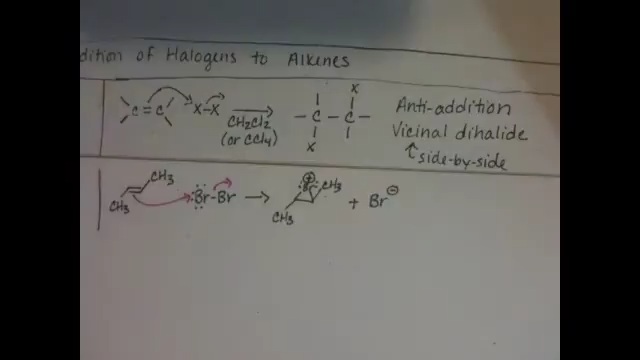 dition of Halogens to Alkenes
C=C X-X CH2Cl2 (or CCl4) X - C - C - X Anti-addition
Vicinal dihalide
↑side-by-side
CH3 CH3 :Br-Br → CH3 Br⊕ CH3 + Br⊖